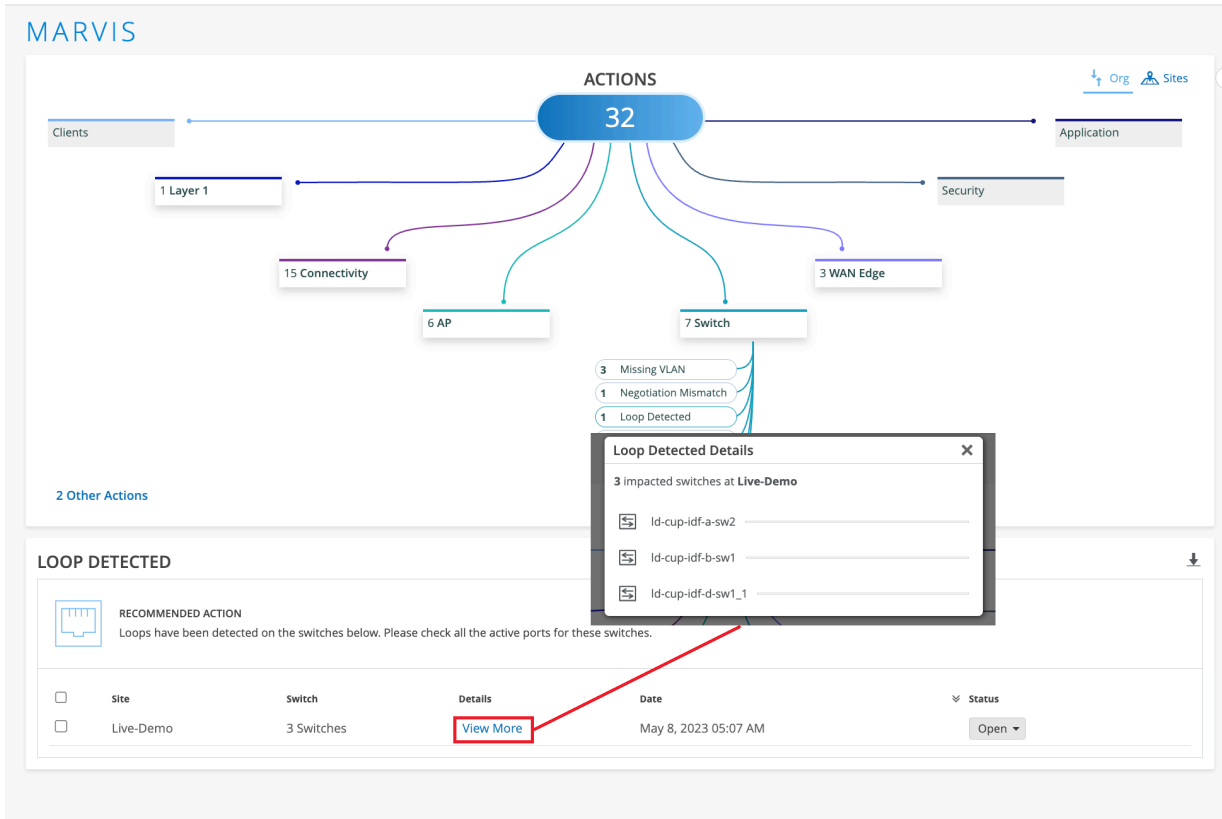 MARVIS
ACTIONS
32
Org
Sites
Clients
Application
1 Layer 1
Security
15 Connectivity
3 WAN Edge
6 AP
7 Switch
3 Missing VLAN
1 Negotiation Mismatch
1 Loop Detected
Loop Detected Details
3 impacted switches at Live-Demo
ld-cup-idf-a-sw2
ld-cup-idf-b-sw1
ld-cup-idf-d-sw1_1
2 Other Actions
LOOP DETECTED
RECOMMENDED ACTION
Loops have been detected on the switches below. Please check all the active ports for these switches.
Site Switch Details Date Status
Live-Demo 3 Switches View More May 8, 2023 05:07 AM Open